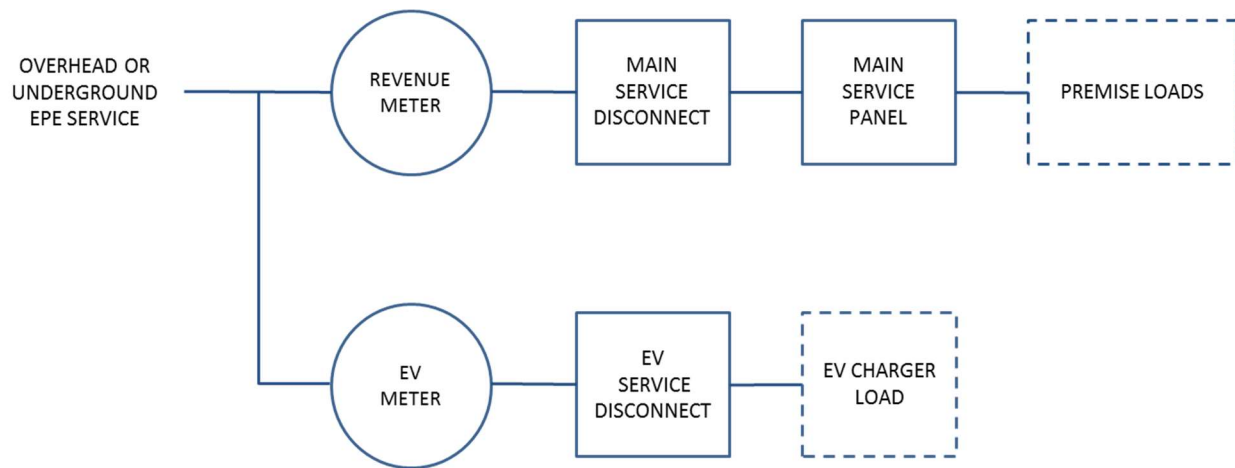 OVERHEAD OR
UNDERGROUND
EPE SERVICE
REVENUE
METER
MAIN
SERVICE
DISCONNECT
MAIN
SERVICE
PANEL
PREMISE LOADS
EV
METER
EV
SERVICE
DISCONNECT
EV CHARGER
LOAD